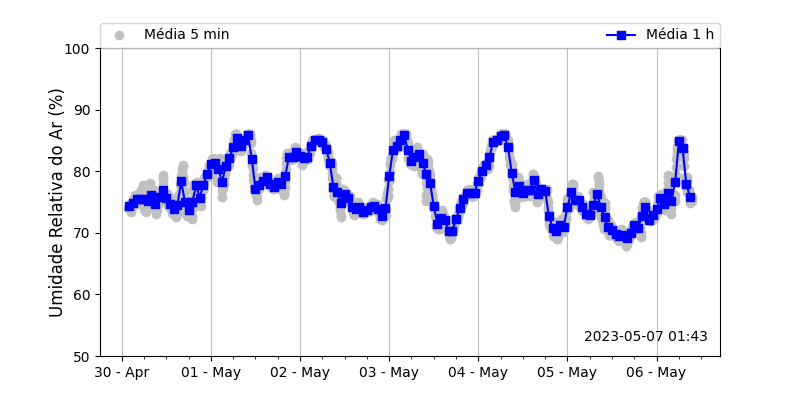 Média 5 min
Média 1 h
100
90
80
70
60
50
Umidade Relativa do Ar (%)
2023-05-07 01:43
30 - Apr
01 - May
02 - May
03 - May
04 - May
05 - May
06 - May